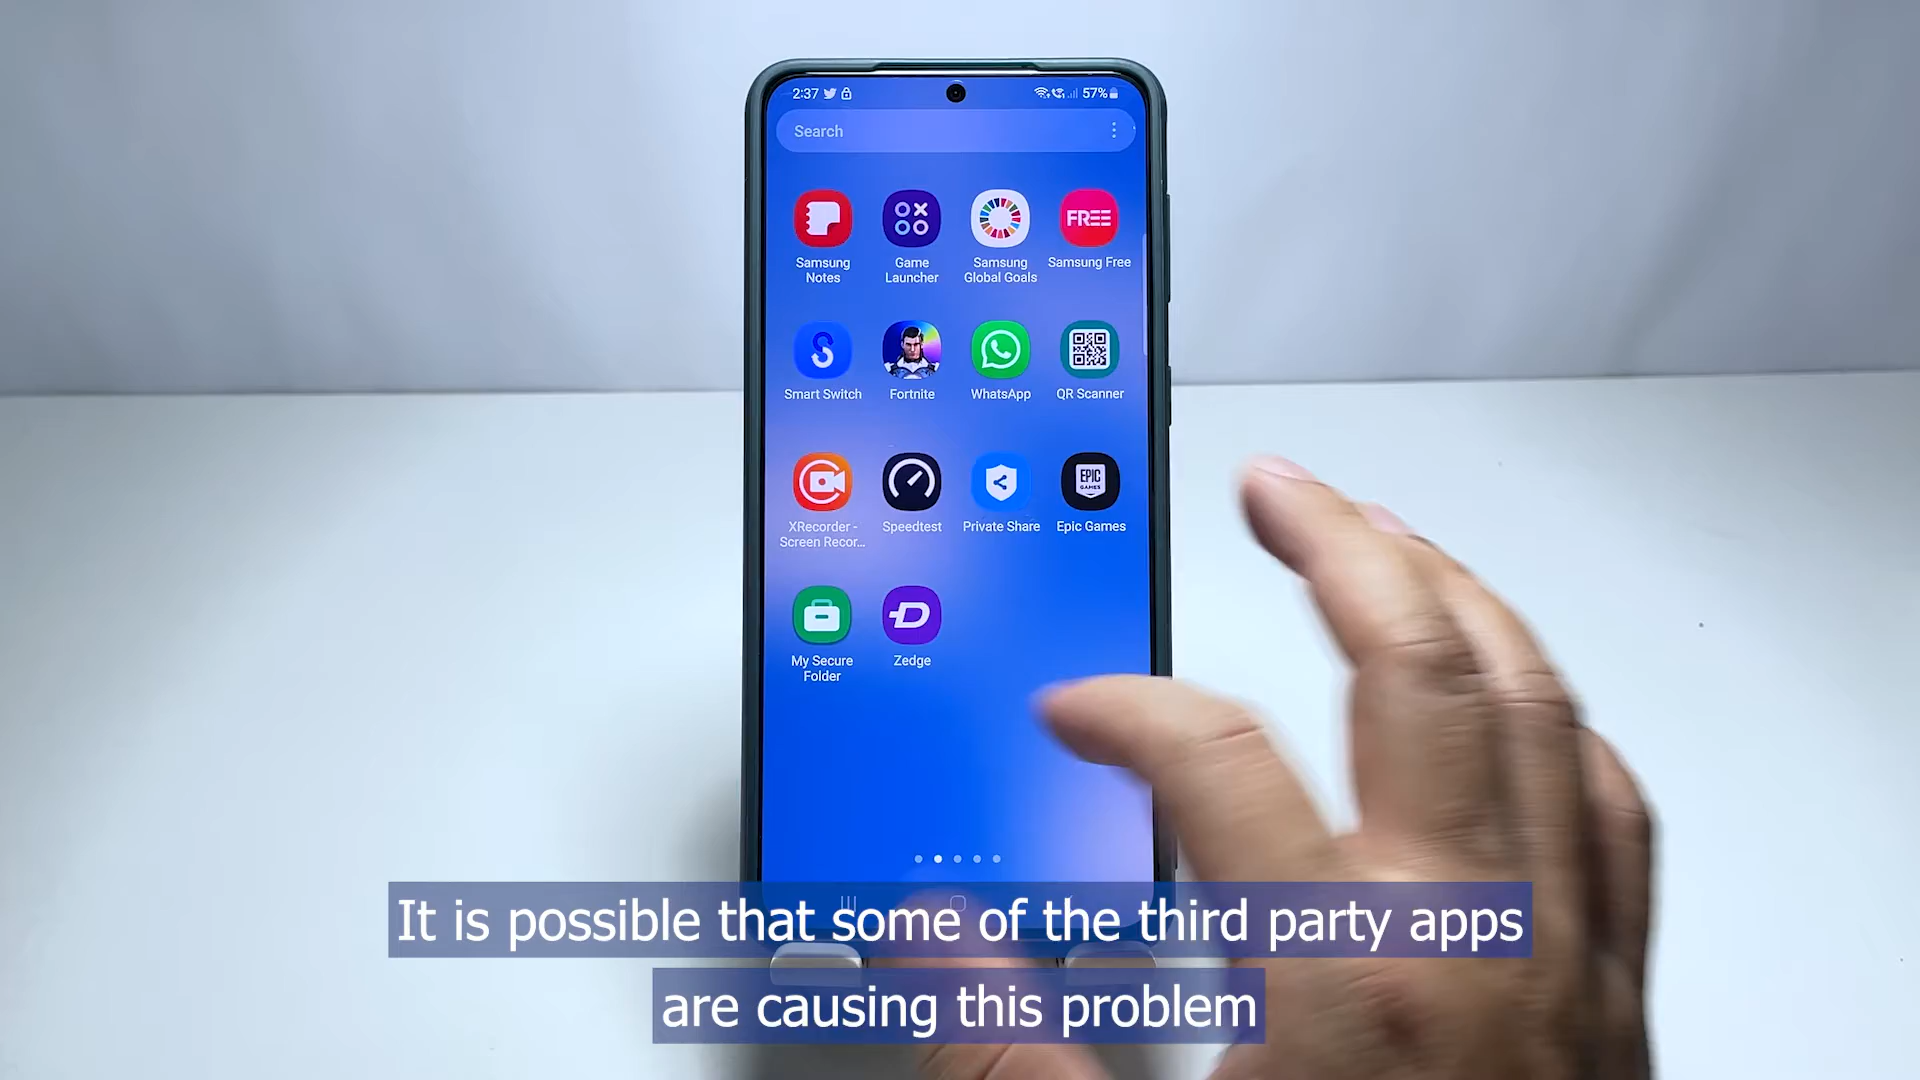 2:37
57%
Search
FREE
Samsung
Notes
Game
Launcher
Samsung
Global Goals
Samsung Free
Smart Switch
Fortnite
WhatsApp
QR Scanner
EPIC
GAMES
XRecorder -
Screen Recor...
Speedtest
Private Share
Epic Games
My Secure
Folder
Zedge
It is possible that some of the third party apps
are causing this problem